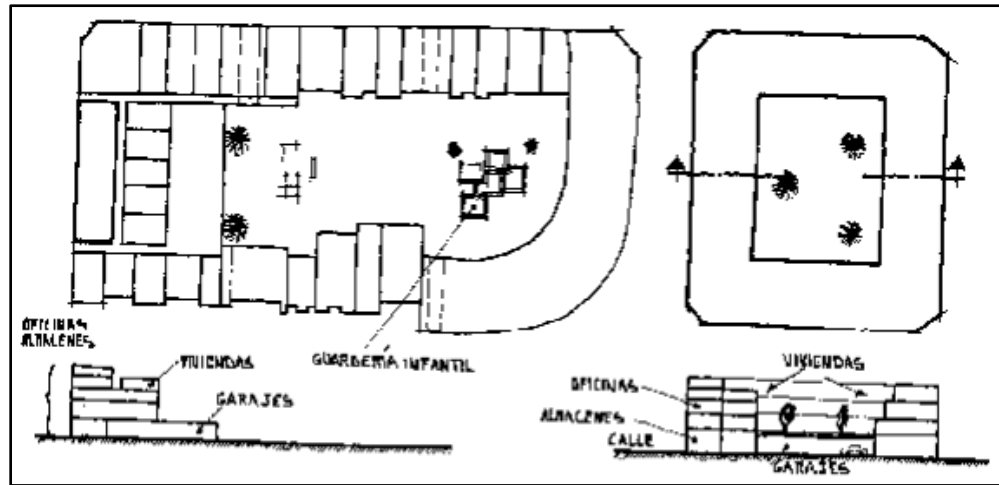 OFICINAS
ALMACENES
VIVIENDAS
GARAJES
GUARDERIA INFANTIL
VIVIENDAS
OFICINAS
ALMACENES
CALLE
GARAJES